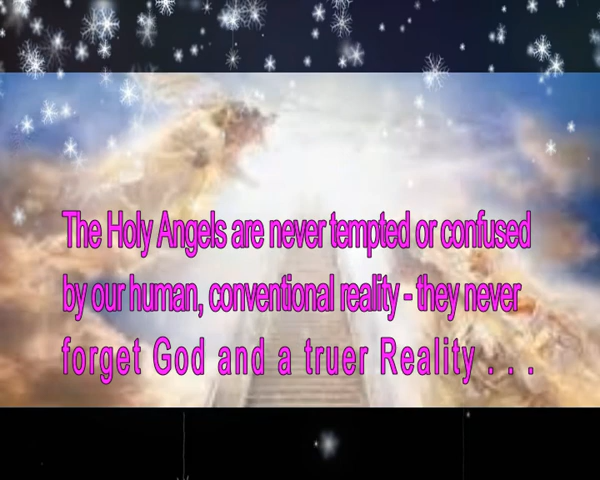 The Holy Angels are never tempted or confused
by our human, conventional reality - they never
forget God and a truer Reality . . .